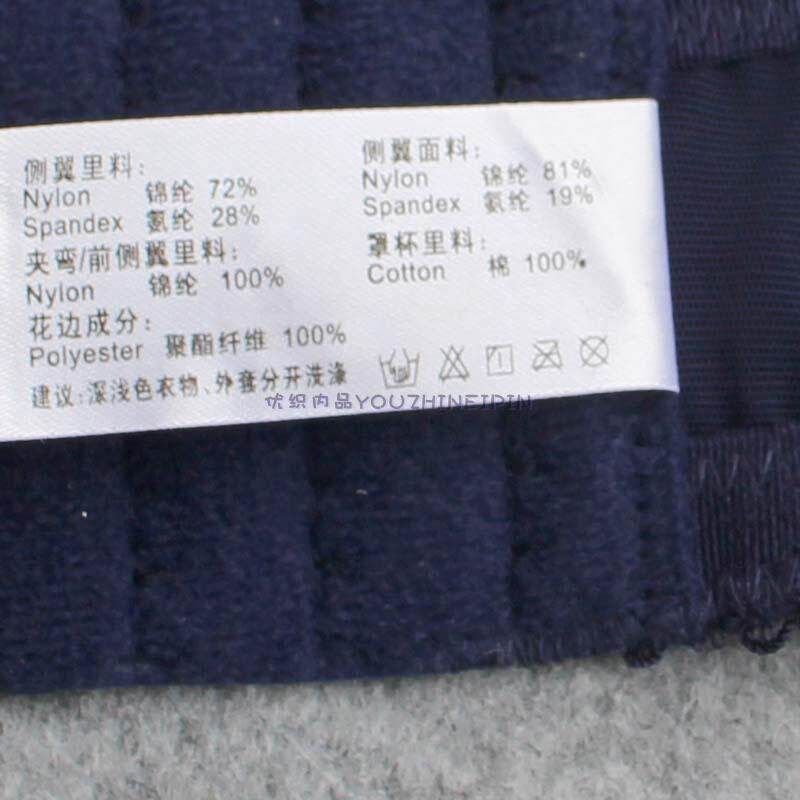 侧翼里料:
Nylon 锦纶 72%
Spandex 氨纶 28%
夹弯/前侧翼里料:
Nylon 锦纶 100%
花边成分:
Polyester 聚酯纤维 100%
建议:深浅色衣物、外套分开洗涤
侧翼面料:
Nylon 锦纶 81%
Spandex 氨纶 19%
罩杯里料:
Cotton 棉 100%
优织内品YOUZHINEIPIN